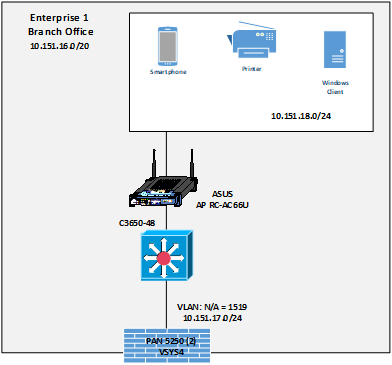 Enterprise 1
Branch Office
10.151.16.0/20
Smartphone
Printer
Windows
Client
10.151.18.0/24
ASUS
AP RC-AC66U
C3650-48
VLAN: N/A = 1519
10.151.17.0/24
PAN 5250 (2)
VSYS4